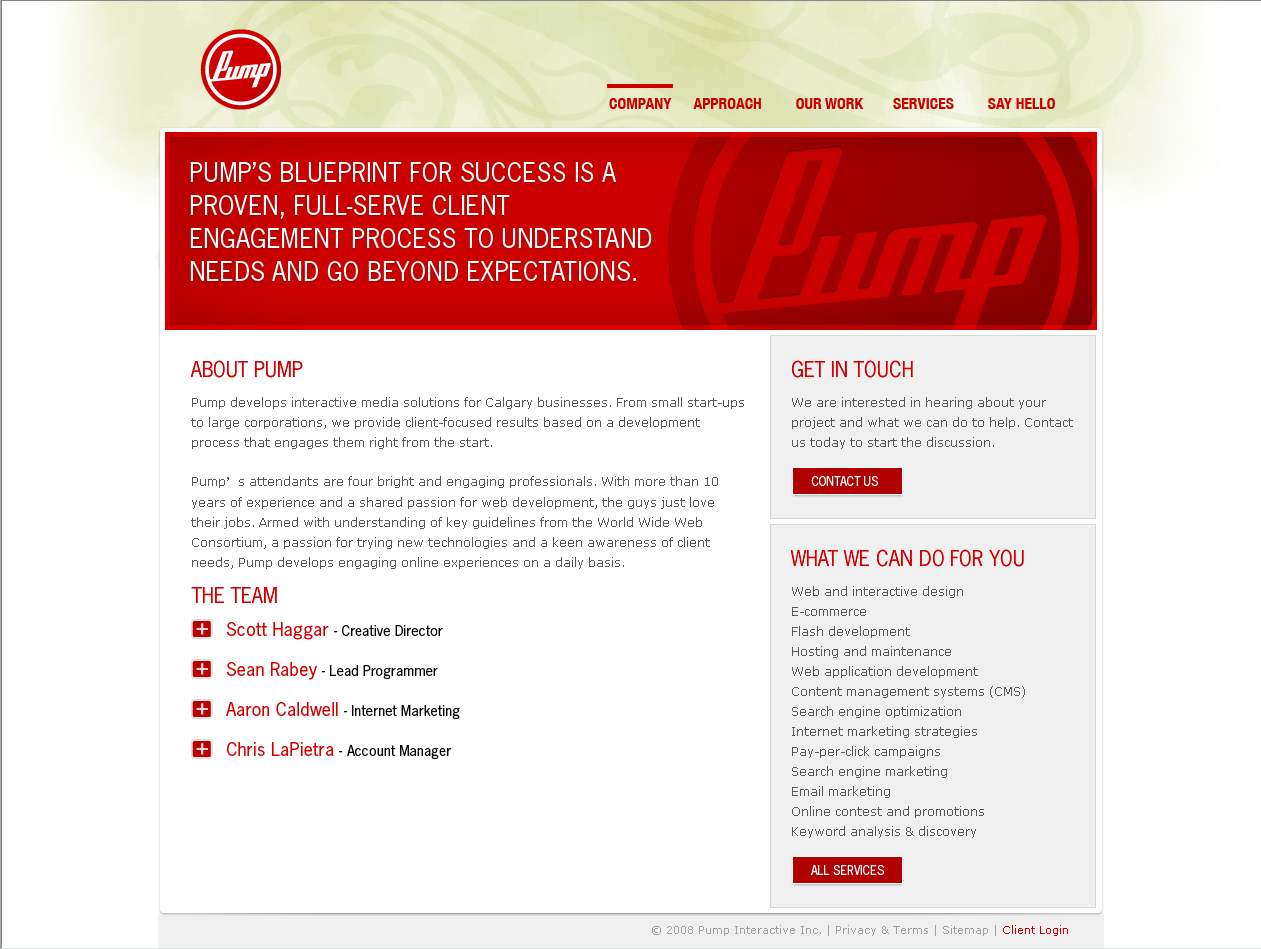 Pump
COMPANY APPROACH OUR WORK SERVICES SAY HELLO
PUMP’S BLUEPRINT FOR SUCCESS IS A
PROVEN, FULL-SERVE CLIENT
ENGAGEMENT PROCESS TO UNDERSTAND
NEEDS AND GO BEYOND EXPECTATIONS.
Pump
ABOUT PUMP
Pump develops interactive media solutions for Calgary businesses. From small start-ups
to large corporations, we provide client-focused results based on a development
process that engages them right from the start.
Pump’ s attendants are four bright and engaging professionals. With more than 10
years of experience and a shared passion for web development, the guys just love
their jobs. Armed with understanding of key guidelines from the World Wide Web
Consortium, a passion for trying new technologies and a keen awareness of client
needs, Pump develops engaging online experiences on a daily basis.
THE TEAM
Scott Haggar - Creative Director
Sean Rabey - Lead Programmer
Aaron Caldwell - Internet Marketing
Chris LaPietra - Account Manager
GET IN TOUCH
We are interested in hearing about your
project and what we can do to help. Contact
us today to start the discussion.
CONTACT US
WHAT WE CAN DO FOR YOU
Web and interactive design
E-commerce
Flash development
Hosting and maintenance
Web application development
Content management systems (CMS)
Search engine optimization
Internet marketing strategies
Pay-per-click campaigns
Search engine marketing
Email marketing
Online contest and promotions
Keyword analysis & discovery
ALL SERVICES
© 2008 Pump Interactive Inc. | Privacy & Terms | Sitemap | Client Login